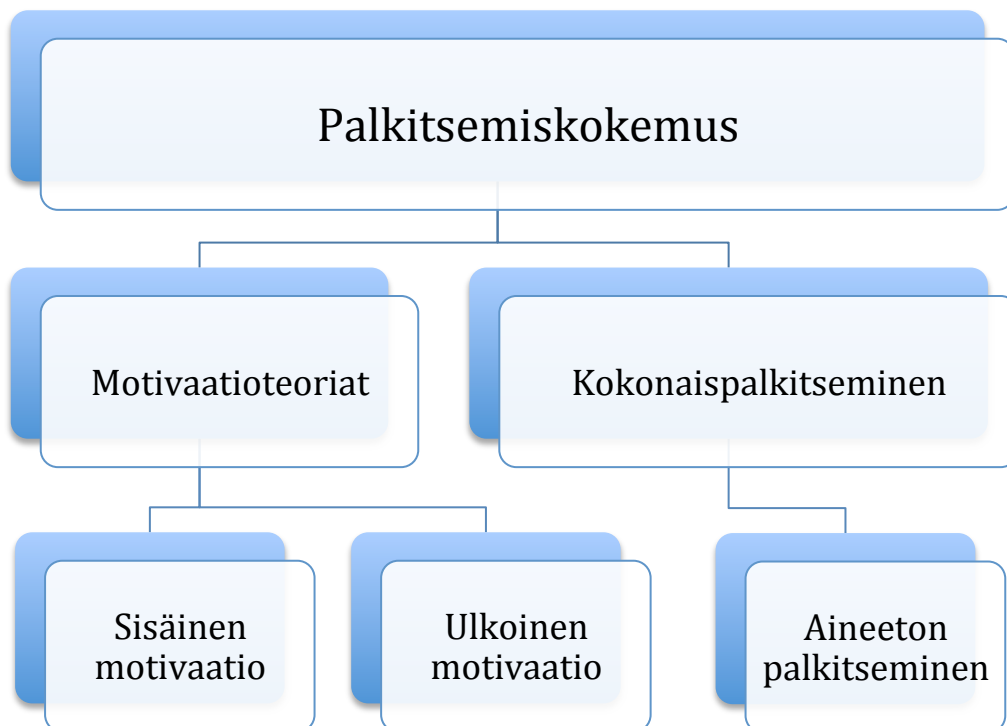 Palkitsemiskokemus
Motivaatioteoriat
Kokonaispalkitseminen
Sisäinen
motivaatio
Ulkoinen
motivaatio
Aineeton
palkitseminen